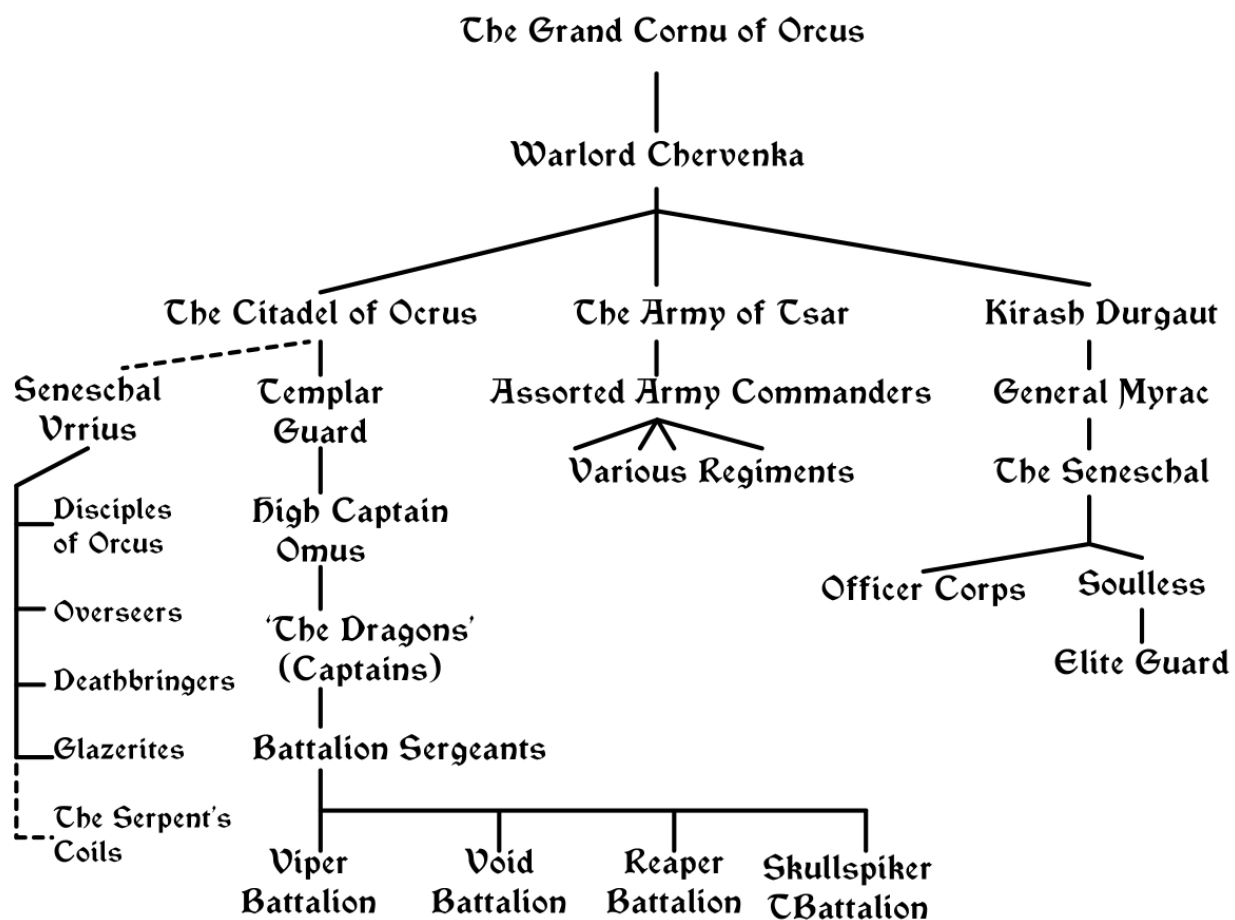 The Grand Cornu of Orcus
Warlord Chervenka
The Citadel of Ocrus
The Army of Tsar
Kirash Durgaut
Seneschal
Vrrius
Templar
Guard
Assorted Army Commanders
General Myrac
Various Regiments
The Seneschal
Disciples
of Orcus
High Captain
Omus
Officer Corps
Soulless
Overseers
'The Dragons'
(Captains)
Elite Guard
Deathbringers
Glazerites
Battalion Sergeants
The Serpent's
Coils
Viper
Battalion
Void
Battalion
Reaper
Battalion
Skullspiker
TBattalion